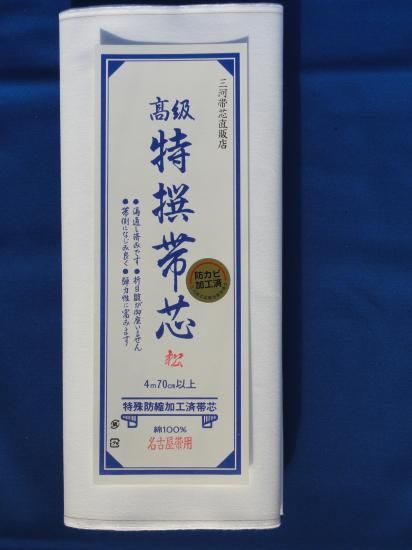 三河帯芯直販店
高級
特撰帯芯
松
●湯通し済みです
●帯側になじみ良く
●折目皺が御座いません
●弾力性に富みます
防カビ
加工済
4m70cm以上
特殊防縮加工済帯芯
綿100%
名古屋帯用